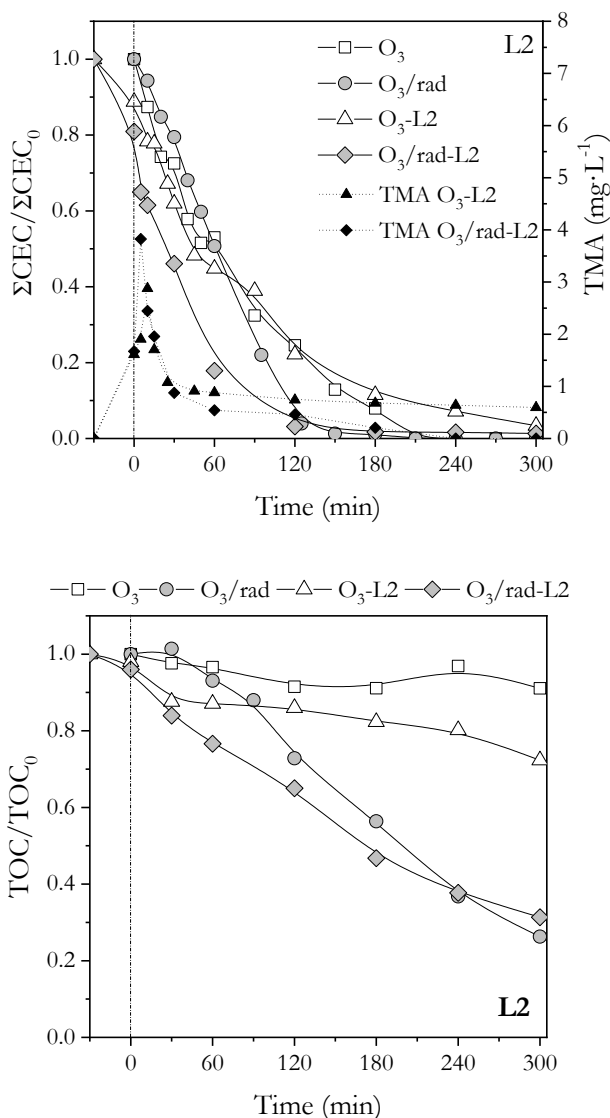 L2
O₃
O₃/rad
O₃-L2
O₃/rad-L2
TMA O₃-L2
TMA O₃/rad-L2
ΣCEC/ΣCEC₀
1.0
0.8
0.6
0.4
0.2
0.0
TMA (mg·L⁻¹)
8
7
6
5
4
3
2
1
0
0 60 120 180 240 300
Time (min)
O₃ O₃/rad O₃-L2 O₃/rad-L2
TOC/TOC₀
1.0
0.8
0.6
0.4
0.2
0.0
L2
0 60 120 180 240 300
Time (min)